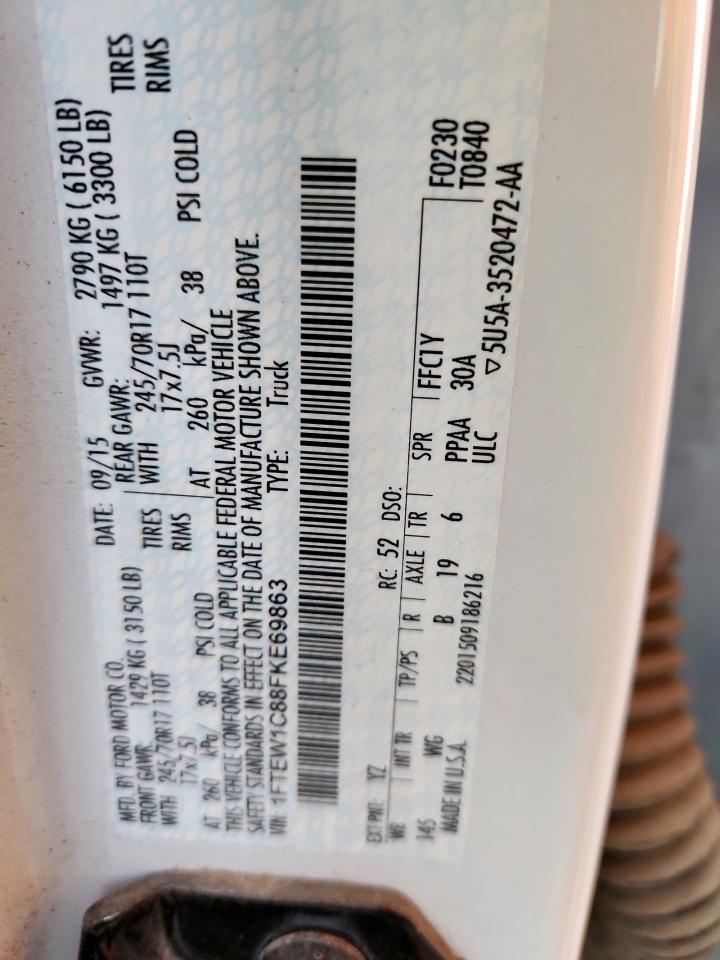 MFD. BY FORD MOTOR CO. DATE: 09/15 GVWR: 2790 KG ( 6150 LB)
FRONT GAWR: 1429 KG ( 3150 LB) REAR GAWR: 1497 KG ( 3300 LB)
WITH 245/70R17 110T TIRES WITH 245/70R17 110T TIRES
17x7.5J RIMS 17x7.5J RIMS
AT 260 kPa/ 38 PSI COLD AT 260 kPa/ 38 PSI COLD
THIS VEHICLE CONFORMS TO ALL APPLICABLE FEDERAL MOTOR VEHICLE
SAFETY STANDARDS IN EFFECT ON THE DATE OF MANUFACTURE SHOWN ABOVE.
VIN: 1FTEW1C88FKE69863 TYPE: Truck
EXT PNT: YZ RC: 52 DSO: F0230
WB INT TR TP/PS R AXLE TR SPR T0840
145 WG B 19 6 PPAA FFC1Y
ULC 30A
MADE IN U.S.A. 2201509186216
▽ 5U5A-3520472-AA